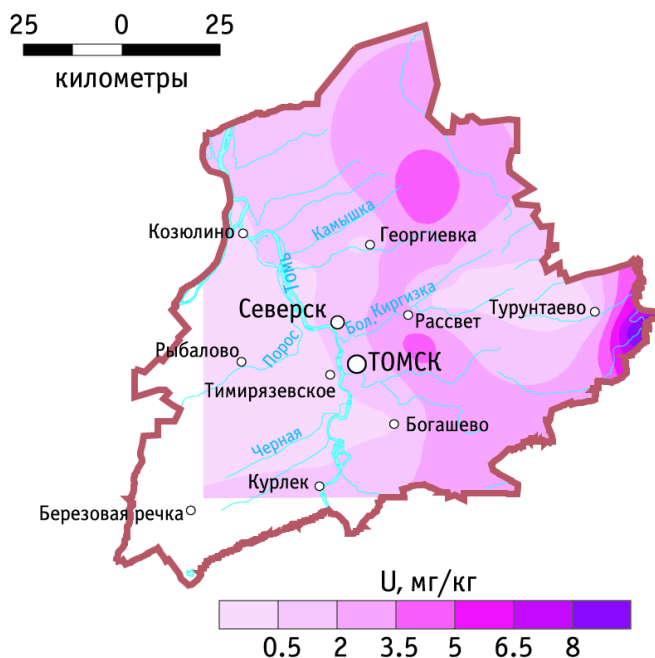 25 0 25
километры
Козюлино
Камышка
Георгиевка
Томь
Северск
Бол. Киргизка
Рассвет
Турунтаево
Рыбалово
Порос
ТОМСК
Тимирязевское
Богашево
Черная
Курлек
Березовая речка
U, мг/кг
0.5 2 3.5 5 6.5 8